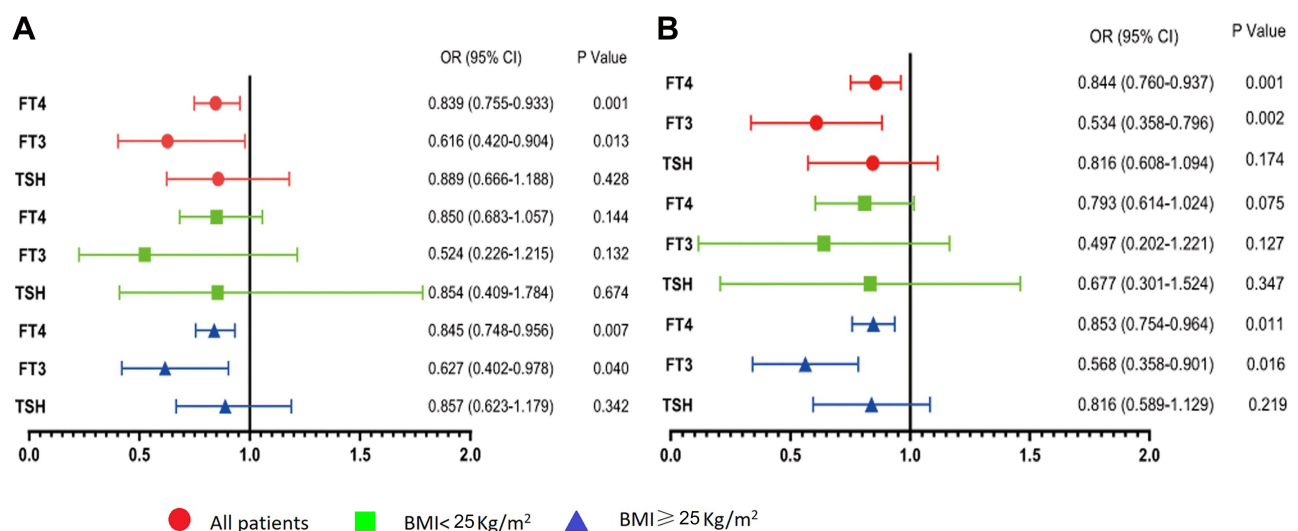 A
OR (95% CI) P Value
FT4 0.839 (0.755-0.933) 0.001
FT3 0.616 (0.420-0.904) 0.013
TSH 0.889 (0.666-1.188) 0.428
FT4 0.850 (0.683-1.057) 0.144
FT3 0.524 (0.226-1.215) 0.132
TSH 0.854 (0.409-1.784) 0.674
FT4 0.845 (0.748-0.956) 0.007
FT3 0.627 (0.402-0.978) 0.040
TSH 0.857 (0.623-1.179) 0.342
0.0 0.5 1.0 1.5 2.0
B
OR (95% CI) P Value
FT4 0.844 (0.760-0.937) 0.001
FT3 0.534 (0.358-0.796) 0.002
TSH 0.816 (0.608-1.094) 0.174
FT4 0.793 (0.614-1.024) 0.075
FT3 0.497 (0.202-1.221) 0.127
TSH 0.677 (0.301-1.524) 0.347
FT4 0.853 (0.754-0.964) 0.011
FT3 0.568 (0.358-0.901) 0.016
TSH 0.816 (0.589-1.129) 0.219
0.0 0.5 1.0 1.5 2.0
All patients BMI< 25Kg/m² BMI≥ 25Kg/m²